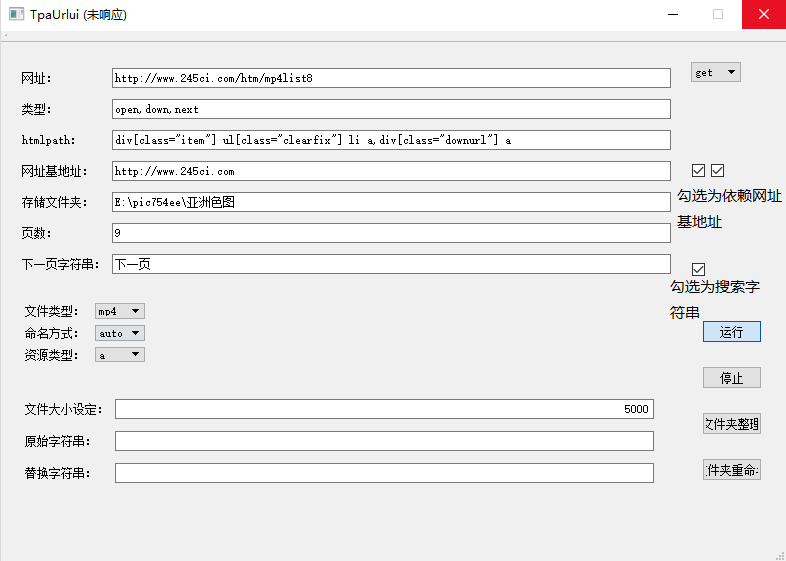 TpaUrlui (未响应)
网址: http://www.245ci.com/htm/mp4list8 get
类型: open,down,next
htmlpath: div[class="item"] ul[class="clearfix"] li a,div[class="downurl"] a
网址基地址: http://www.245ci.com
勾选为依赖网址
基地址
存储文件夹: E:\pic754ee\亚洲色图
页数: 9
下一页字符串: 下一页
勾选为搜索字
符串
文件类型: mp4
命名方式: auto
资源类型: a
运行
停止
文件大小设定: 5000
文件夹整理
原始字符串:
件夹重命
替换字符串: